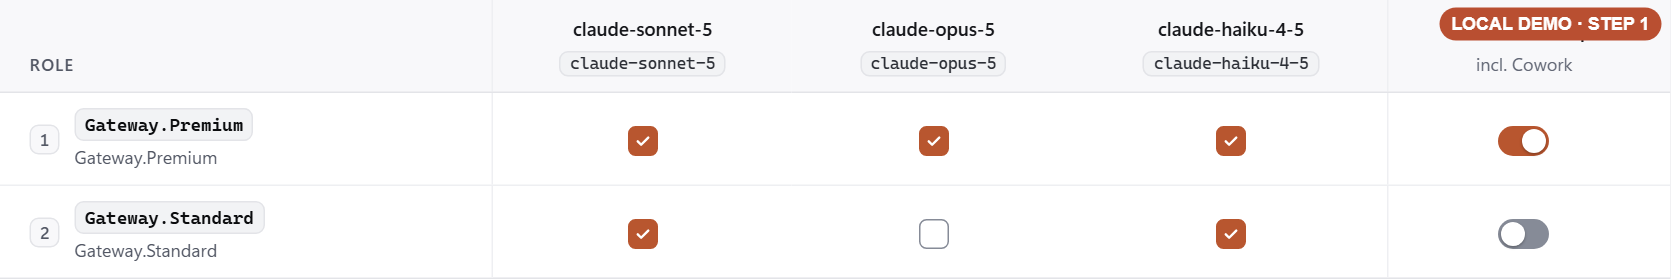 ROLE
claude-sonnet-5
claude-sonnet-5
claude-opus-5
claude-opus-5
claude-haiku-4-5
claude-haiku-4-5
LOCAL DEMO · STEP 1
incl. Cowork
1
Gateway.Premium
Gateway.Premium
2
Gateway.Standard
Gateway.Standard